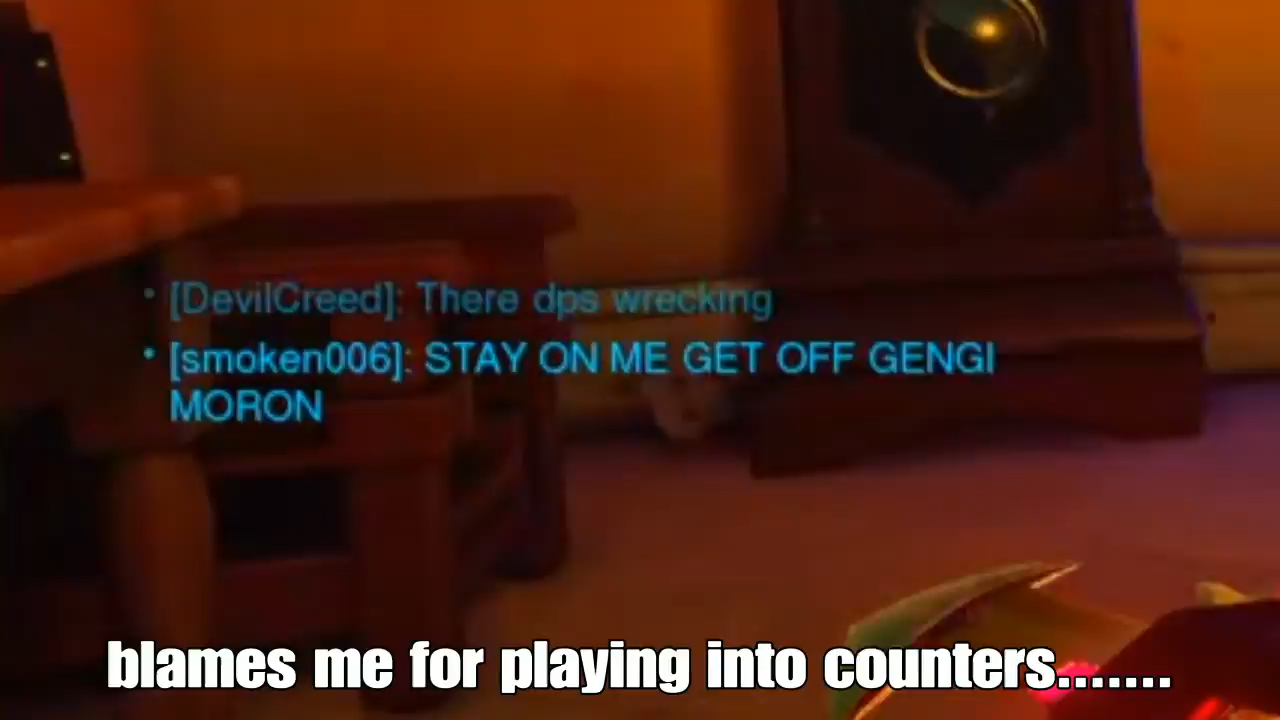 [DevilCreed]: There dps wrecking
[smoken006]: STAY ON ME GET OFF GENGI
MORON
blames me for playing into counters.......